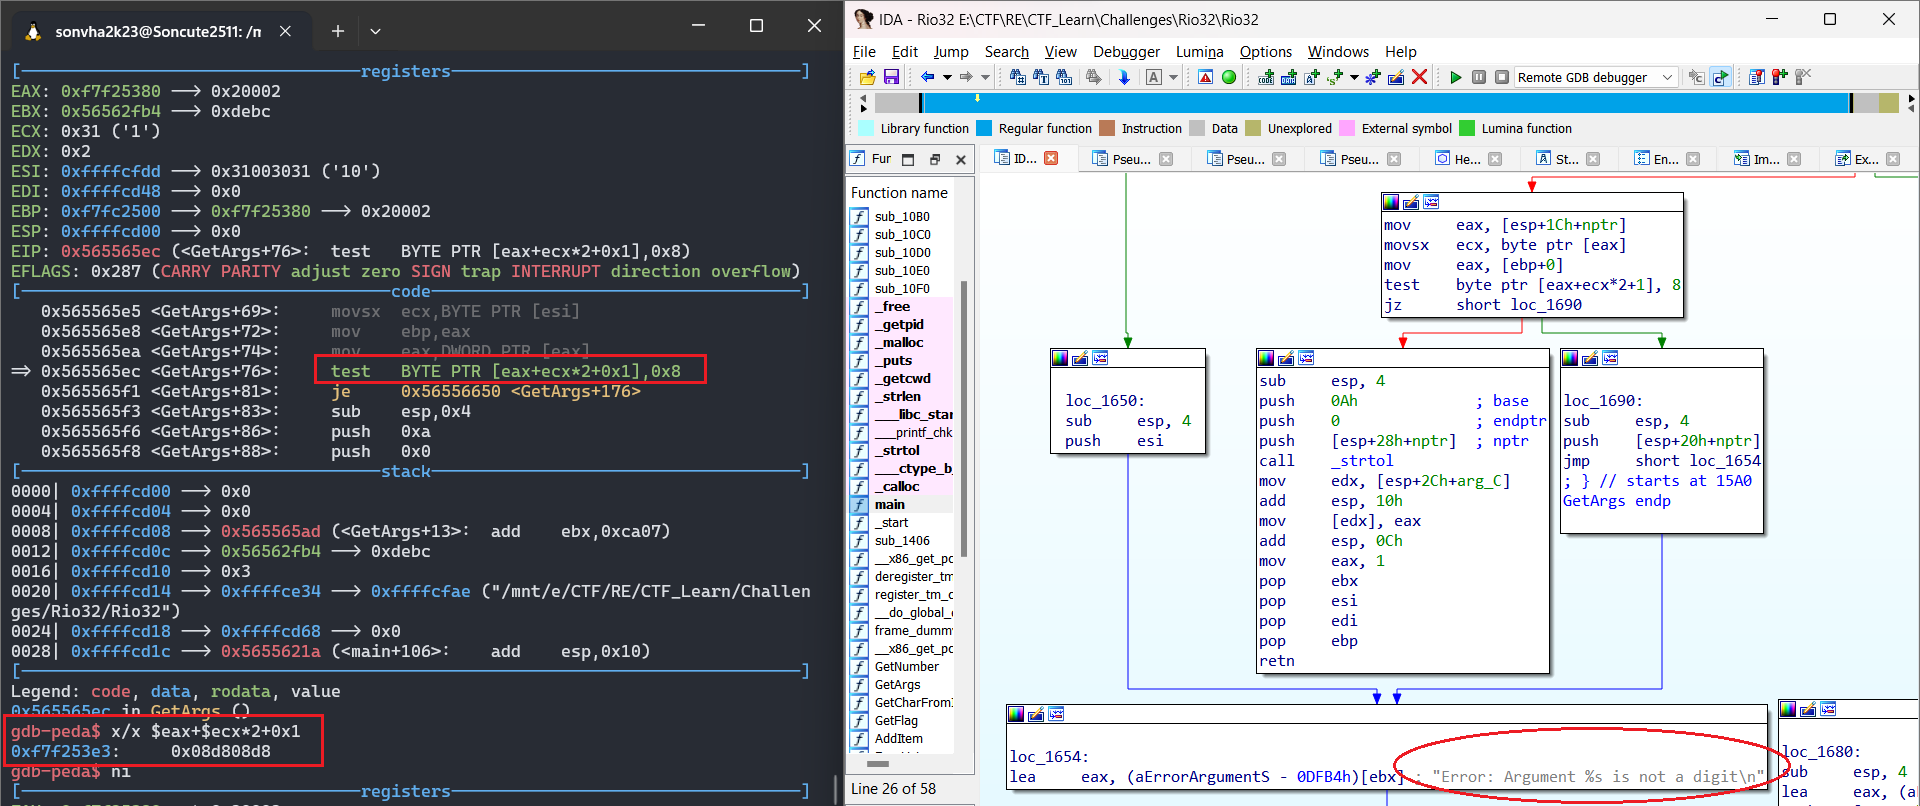 sonvha2k23@Soncute2511: /m
[registers]
EAX: 0xf7f25380 --> 0x20002
EBX: 0x56562fb4 --> 0xdebc
ECX: 0x31 ('1')
EDX: 0x2
ESI: 0xffffcfdd --> 0x31003031 ('10')
EDI: 0xffffcd48 --> 0x0
EBP: 0xf7fc2500 --> 0xf7f25380 --> 0x20002
ESP: 0xffffcd00 --> 0x0
EIP: 0x565565ec (<GetArgs+76>: test BYTE PTR [eax+ecx*2+0x1],0x8)
EFLAGS: 0x287 (CARRY PARITY adjust zero SIGN trap INTERRUPT direction overflow)
[code]
0x565565e5 <GetArgs+69>: movsx ecx,BYTE PTR [esi]
0x565565e8 <GetArgs+72>: mov ebp,eax
0x565565ea <GetArgs+74>: mov eax,DWORD PTR [eax]
=> 0x565565ec <GetArgs+76>: test BYTE PTR [eax+ecx*2+0x1],0x8
0x565565f1 <GetArgs+81>: je 0x56556650 <GetArgs+176>
0x565565f3 <GetArgs+83>: sub esp,0x4
0x565565f6 <GetArgs+86>: push 0xa
0x565565f8 <GetArgs+88>: push 0x0
[stack]
0000| 0xffffcd00 --> 0x0
0004| 0xffffcd04 --> 0x0
0008| 0xffffcd08 --> 0x565565ad (<GetArgs+13>: add ebx,0xca07)
0012| 0xffffcd0c --> 0x56562fb4 --> 0xdebc
0016| 0xffffcd10 --> 0x3
0020| 0xffffcd14 --> 0xffffce34 --> 0xffffcfae ("/mnt/e/CTF/RE/CTF_Learn/Challen
ges/Rio32/Rio32")
0024| 0xffffcd18 --> 0xffffcd68 --> 0x0
0028| 0xffffcd1c --> 0x5655621a (<main+106>: add esp,0x10)
[]
Legend: code, data, rodata, value
0x565565ec in GetArgs ()
gdb-peda$ x/x $eax+$ecx*2+0x1
0xf7f253e3: 0x08d808d8
gdb-peda$ ni
[registers]
IDA - Rio32 E:\CTF\RE\CTF_Learn\Challenges\Rio32\Rio32
File Edit Jump Search View Debugger Lumina Options Windows Help
Remote GDB debugger
Library function Regular function Instruction Data Unexplored External symbol Lumina function
Fur
ID... Pseu... Pseu... Pseu... He... St... En... Im... Ex...
Function name
sub_10B0
sub_10C0
sub_10D0
sub_10E0
sub_10F0
_free
_getpid
_malloc
_puts
_getcwd
_strlen
___libc_star
___printf_chk
_strtol
___ctype_b_
_calloc
main
_start
sub_1406
__x86_get_pc
deregister_tm
register_tm_c
__do_global_
frame_dummy
__x86_get_pc
GetNumber
GetArgs
GetCharFrom
GetFlag
AddItem
Line 26 of 58
mov eax, [esp+1Ch+nptr]
movsx ecx, byte ptr [eax]
mov eax, [ebp+0]
test byte ptr [eax+ecx*2+1], 8
jz short loc_1690
loc_1650:
sub esp, 4
push esi
sub esp, 4
push 0Ah ; base
push 0 ; endptr
push [esp+28h+nptr] ; nptr
call _strtol
mov edx, [esp+2Ch+arg_C]
add esp, 10h
mov [edx], eax
add esp, 0Ch
mov eax, 1
pop ebx
pop esi
pop edi
pop ebp
retn
loc_1690:
sub esp, 4
push [esp+20h+nptr]
jmp short loc_1654
; } // starts at 15A0
GetArgs endp
loc_1654:
lea eax, (aErrorArgumentS - 0DFB4h)[ebx] ; "Error: Argument %s is not a digit\n"
loc_1680:
sub esp, 4
lea eax, (a